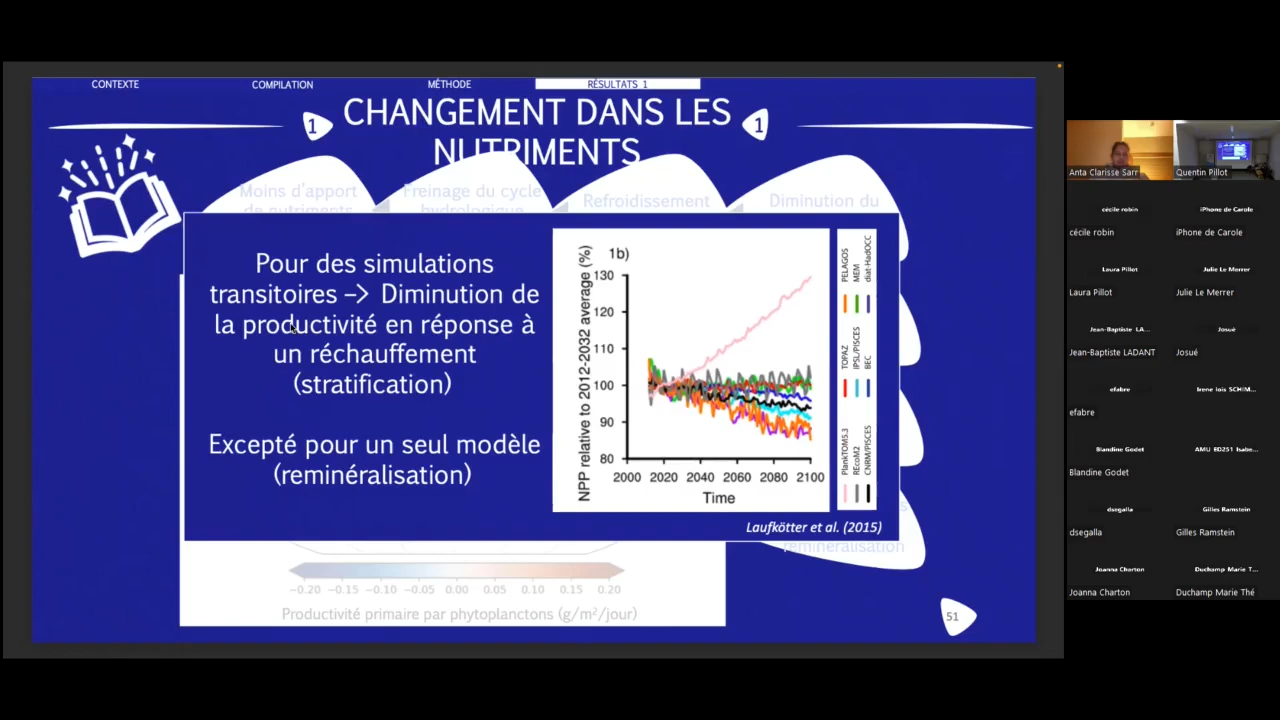 CONTEXTE
COMPILATION
MÉTHODE
RÉSULTATS 1
1
CHANGEMENT DANS LES
1
NUTRIMENTS
Moins d'apport
de nutriments
Freinage du cycle
hydrologique
Refroidissement
Diminution du
Pour des simulations
transitoires –> Diminution de
la productivité en réponse à
un réchauffement
(stratification)
Excepté pour un seul modèle
(reminéralisation)
1b)
NPP relative to 2012-2032 average (%)
130
120
110
100
90
80
2000
2020
2040
2060
2080
2100
Time
PELAGOS
MEM
diat-HadOCC
TOPAZ
IPSL/PISCES
BEC
PlankTOM5.3
REcoM2
CNRM/PISCES
Laufkötter et al. (2015)
reminéralisation
−0.20
−0.15
−0.10
−0.05
0.00
0.05
0.10
0.15
0.20
Productivité primaire par phytoplanctons (g/m²/jour)
51
Anta Clarisse Sarr
Quentin Pillot
cécile robin
cécile robin
iPhone de Carole
iPhone de Carole
Laura Pillot
Laura Pillot
Julie Le Merrer
Julie Le Merrer
Jean-Baptiste LA...
Jean-Baptiste LADANT
Josué
Josué
efabre
efabre
Irene lois SCHIM...
Blandine Godet
Blandine Godet
AMU ED251 Isabe...
dsegalla
dsegalla
Gilles Ramstein
Gilles Ramstein
Joanna Charton
Joanna Charton
Duchamp Marie T...
Duchamp Marie Thé